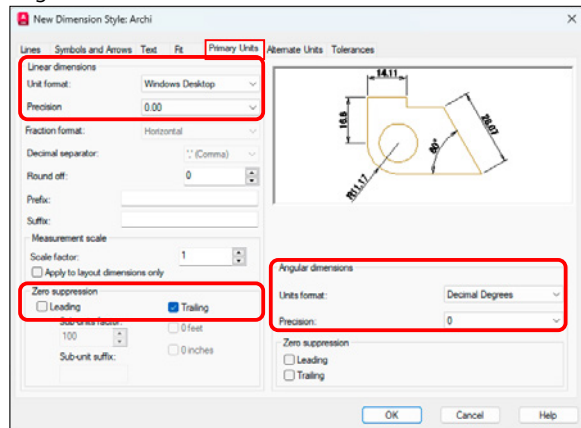 New Dimension Style: Archi
Lines Symbols and Arrows Text Fit Primary Units Alternate Units Tolerances
Linear dimensions
Unit format: Windows Desktop
Precision 0.00
Fraction format: Horizontal
Decimal separator: ',' (Comma)
Round off: 0
Prefix:
Suffix:
Measurement scale
Scale factor: 1
Apply to layout dimensions only
Zero suppression
Leading Trailing
Sub-units factor: 0 feet
100
0 inches
Sub-unit suffix:
14.11
16.6
28.07
60°
R11.17
Angular dimensions
Units format: Decimal Degrees
Precision: 0
Zero suppression
Leading
Trailing
OK Cancel Help